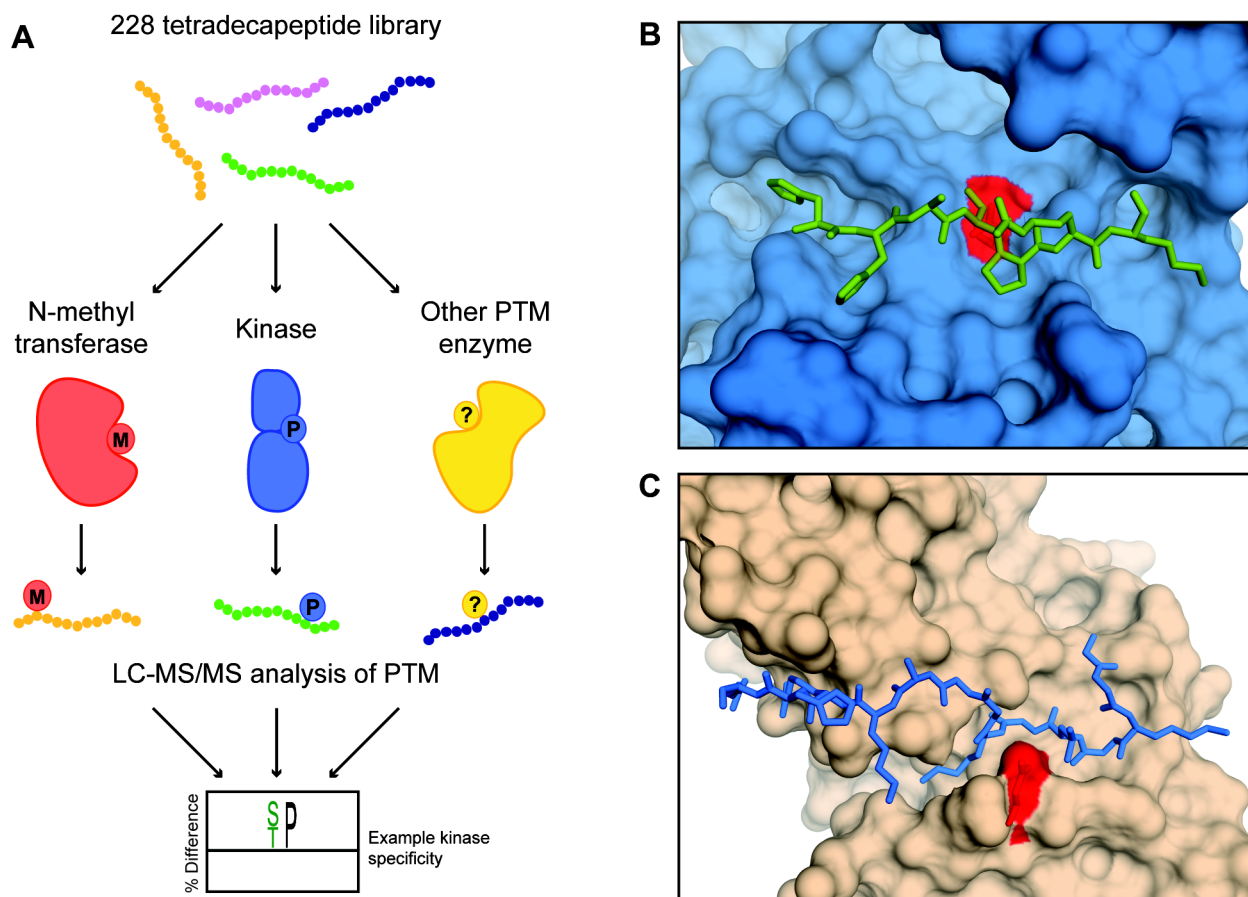 A
228 tetradecapeptide library
N-methyl
transferase
Kinase
Other PTM
enzyme
M
P
?
M
P
?
LC-MS/MS analysis of PTM
% Difference
S
T
P
Example kinase
specificity
B
C